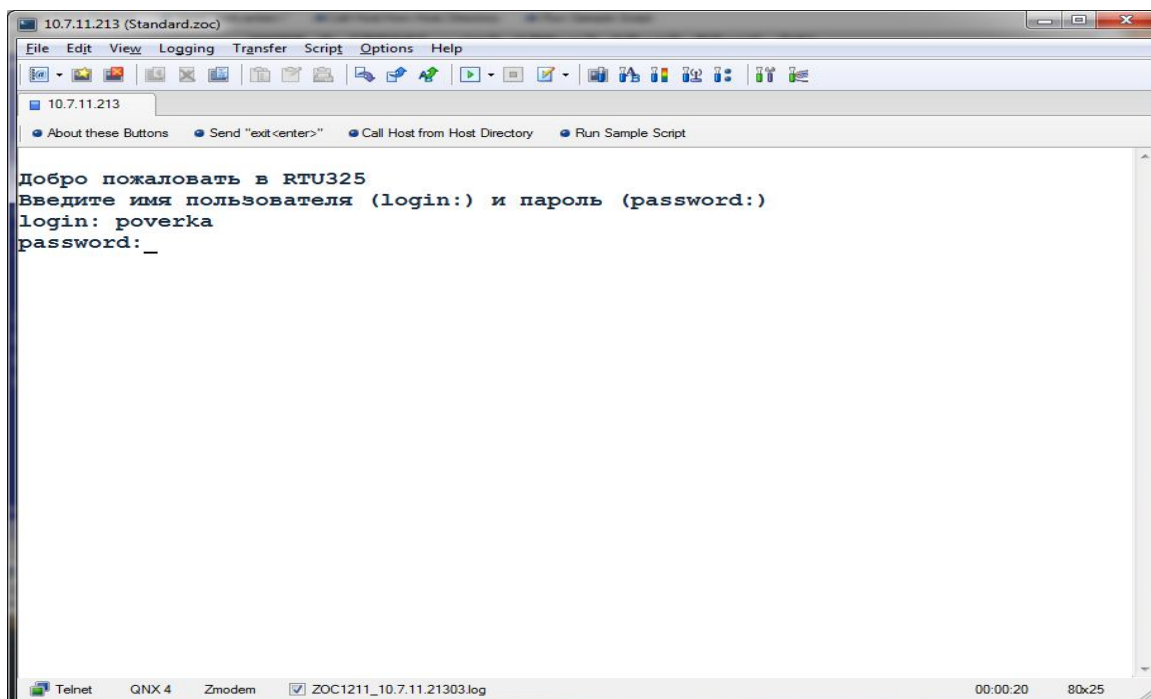 10.7.11.213 (Standard.zoc)
File Edit View Logging Transfer Script Options Help
10.7.11.213
About these Buttons Send "exit<enter>" Call Host from Host Directory Run Sample Script
Добро пожаловать в RTU325
Введите имя пользователя (login:) и пароль (password:)
login: poverka
password:_
Telnet QNX 4 Zmodem ZOC1211_10.7.11.21303.log 00:00:20 80x25